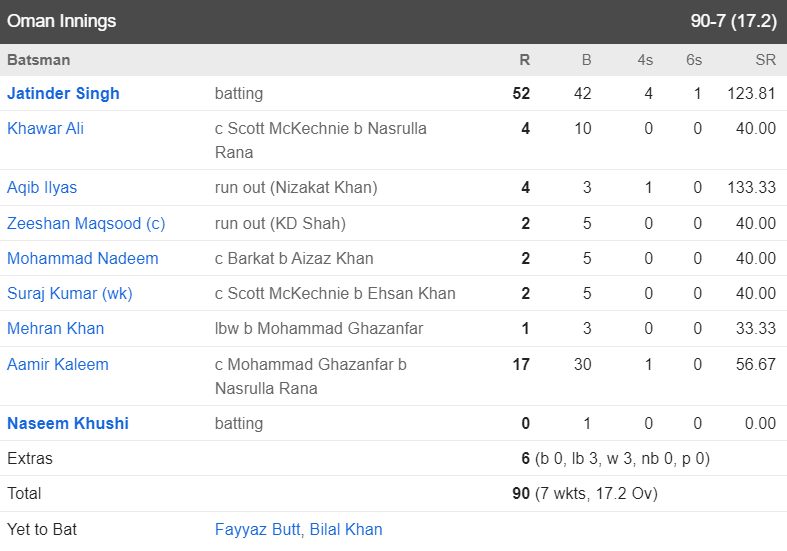 Oman Innings 90-7 (17.2)
Batsman R B 4s 6s SR
Jatinder Singh batting 52 42 4 1 123.81
Khawar Ali c Scott McKechnie b Nasrulla 4 10 0 0 40.00
Rana
Aqib Ilyas run out (Nizakat Khan) 4 3 1 0 133.33
Zeeshan Maqsood (c) run out (KD Shah) 2 5 0 0 40.00
Mohammad Nadeem c Barkat b Aizaz Khan 2 5 0 0 40.00
Suraj Kumar (wk) c Scott McKechnie b Ehsan Khan 2 5 0 0 40.00
Mehran Khan lbw b Mohammad Ghazanfar 1 3 0 0 33.33
Aamir Kaleem c Mohammad Ghazanfar b 17 30 1 0 56.67
Nasrulla Rana
Naseem Khushi batting 0 1 0 0 0.00
Extras 6 (b 0, lb 3, w 3, nb 0, p 0)
Total 90 (7 wkts, 17.2 Ov)
Yet to Bat Fayyaz Butt, Bilal Khan